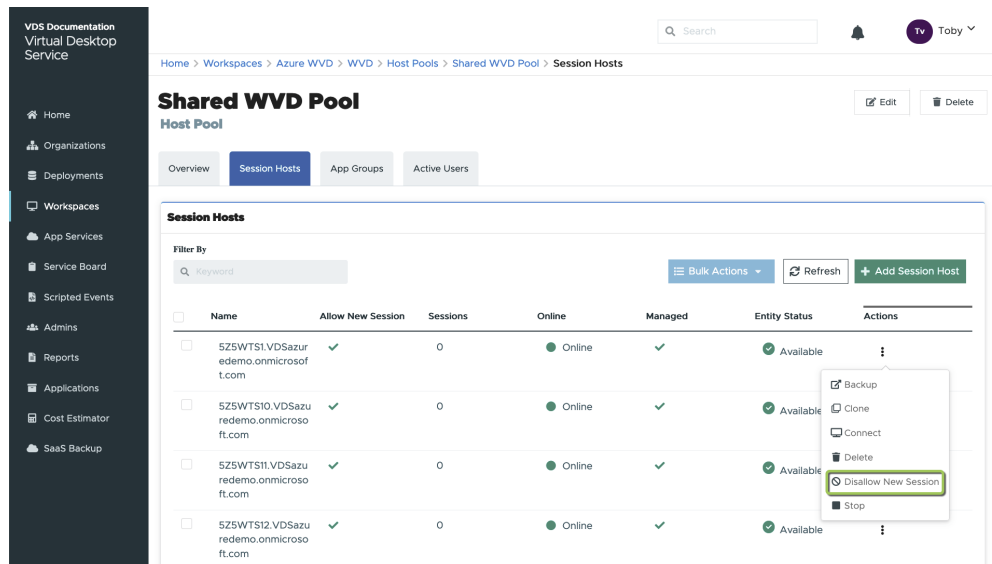 VDS Documentation
Virtual Desktop
Service
Search
Tv
Toby
Home > Workspaces > Azure WVD > WVD > Host Pools > Shared WVD Pool > Session Hosts
Shared WVD Pool
Host Pool
Edit
Delete
Home
Organizations
Deployments
Workspaces
App Services
Service Board
Scripted Events
Admins
Reports
Applications
Cost Estimator
SaaS Backup
Overview
Session Hosts
App Groups
Active Users
Session Hosts
Filter By
Keyword
Bulk Actions
Refresh
+ Add Session Host
Name Allow New Session Sessions Online Managed Entity Status Actions
5Z5WTS1.VDSazur 0 Online Available
edemo.onmicrosof
t.com
5Z5WTS10.VDSazu 0 Online Available
redemo.onmicroso
ft.com
5Z5WTS11.VDSazu 0 Online Available
redemo.onmicroso
ft.com
5Z5WTS12.VDSazu 0 Online Available
redemo.onmicroso
ft.com
Backup
Clone
Connect
Delete
Disallow New Session
Stop